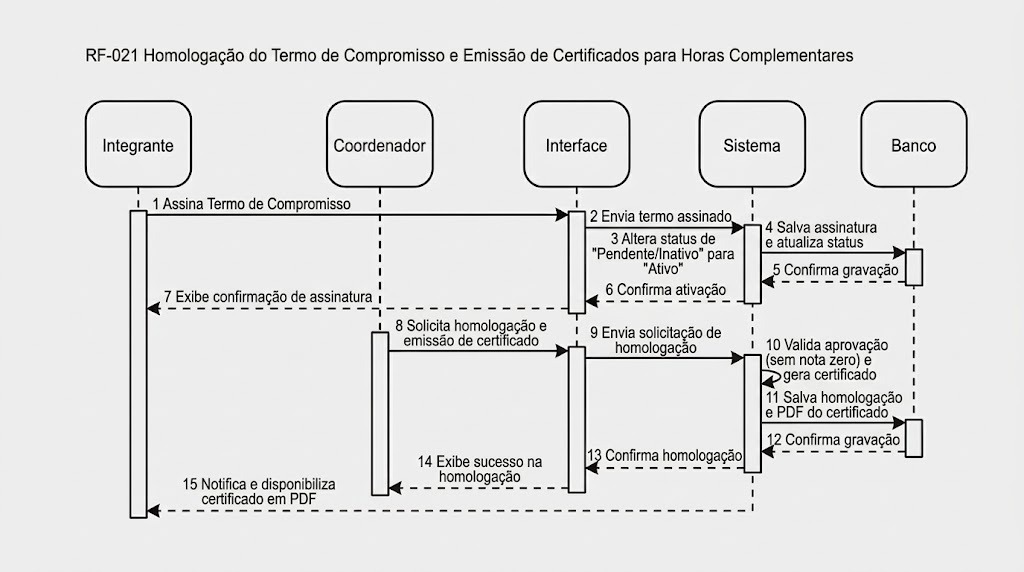 RF-021 Homologação do Termo de Compromisso e Emissão de Certificados para Horas Complementares
Integrante
Coordenador
Interface
Sistema
Banco
1 Assina Termo de Compromisso
2 Envia termo assinado
3 Altera status de
"Pendente/Inativo" para
"Ativo"
4 Salva assinatura
e atualiza status
5 Confirma gravação
6 Confirma ativação
7 Exibe confirmação de assinatura
8 Solicita homologação e
emissão de certificado
9 Envia solicitação de
homologação
10 Valida aprovação
(sem nota zero) e
gera certificado
11 Salva homologação
e PDF do certificado
12 Confirma gravação
13 Confirma homologação
14 Exibe sucesso na
homologação
15 Notifica e disponibiliza
certificado em PDF